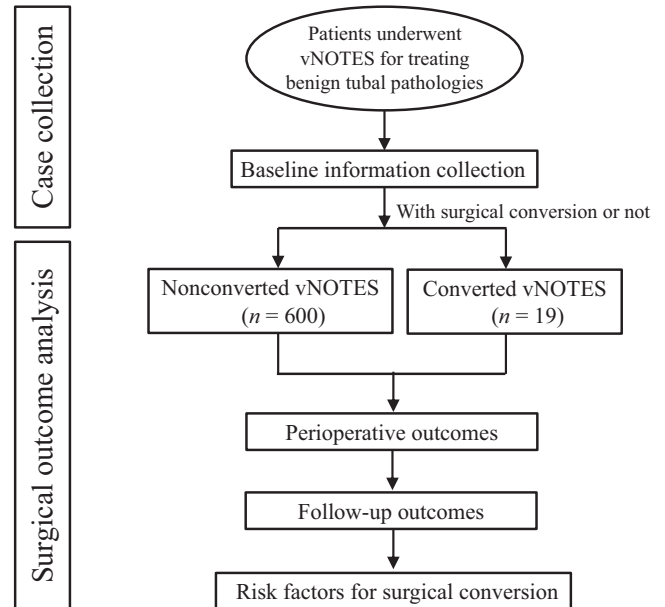 Case collection
Patients underwent
vNOTES for treating
benign tubal pathologies
Baseline information collection
With surgical conversion or not
Surgical outcome analysis
Nonconverted vNOTES
(n = 600)
Converted vNOTES
(n = 19)
Perioperative outcomes
Follow-up outcomes
Risk factors for surgical conversion